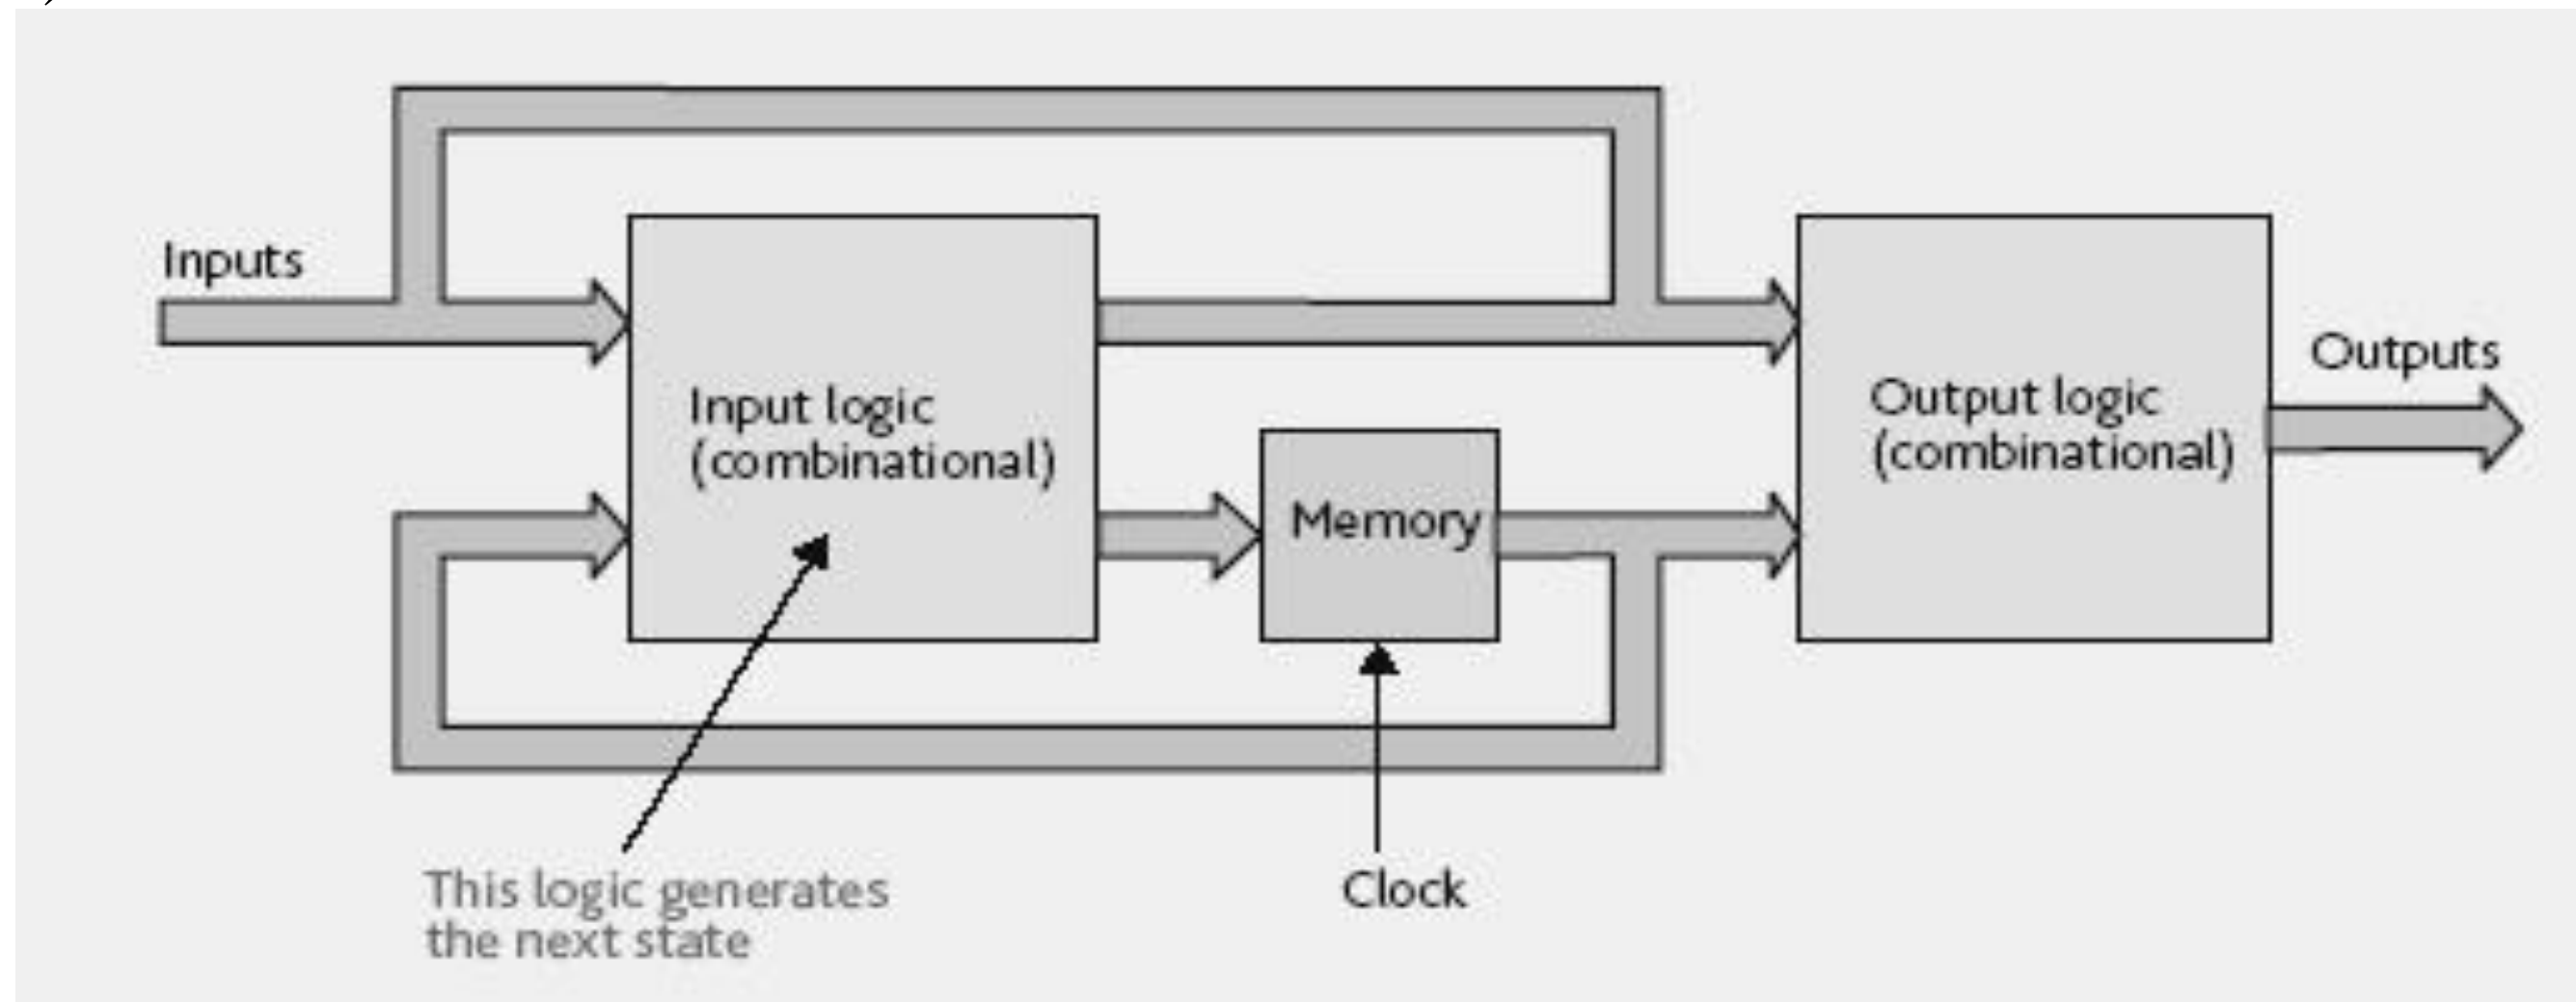 Inputs
Input logic
(combinational)
Memory
Output logic
(combinational)
Outputs
This logic generates
the next state
Clock